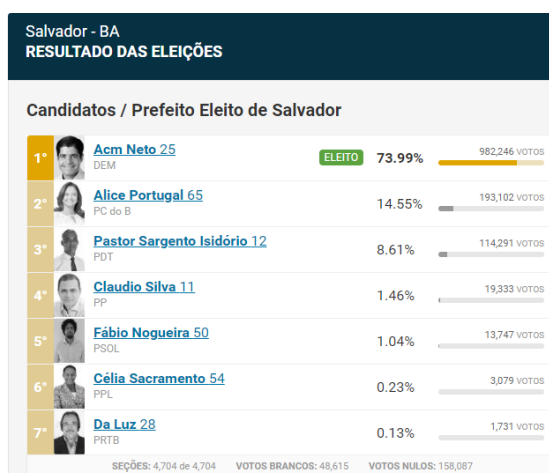 Salvador - BA
RESULTADO DAS ELEIÇÕES
Candidatos / Prefeito Eleito de Salvador
1° Acm Neto 25 ELEITO 73.99% 982,246 VOTOS
DEM
2° Alice Portugal 65 14.55% 193,102 VOTOS
PC do B
3° Pastor Sargento Isidório 12 8.61% 114,291 VOTOS
PDT
4° Claudio Silva 11 1.46% 19,333 VOTOS
PP
5° Fábio Nogueira 50 1.04% 13,747 VOTOS
PSOL
6° Célia Sacramento 54 0.23% 3,079 VOTOS
PPL
7° Da Luz 28 0.13% 1,731 VOTOS
PRTB
SEÇÕES: 4,704 de 4,704 VOTOS BRANCOS: 48,615 VOTOS NULOS: 158,087